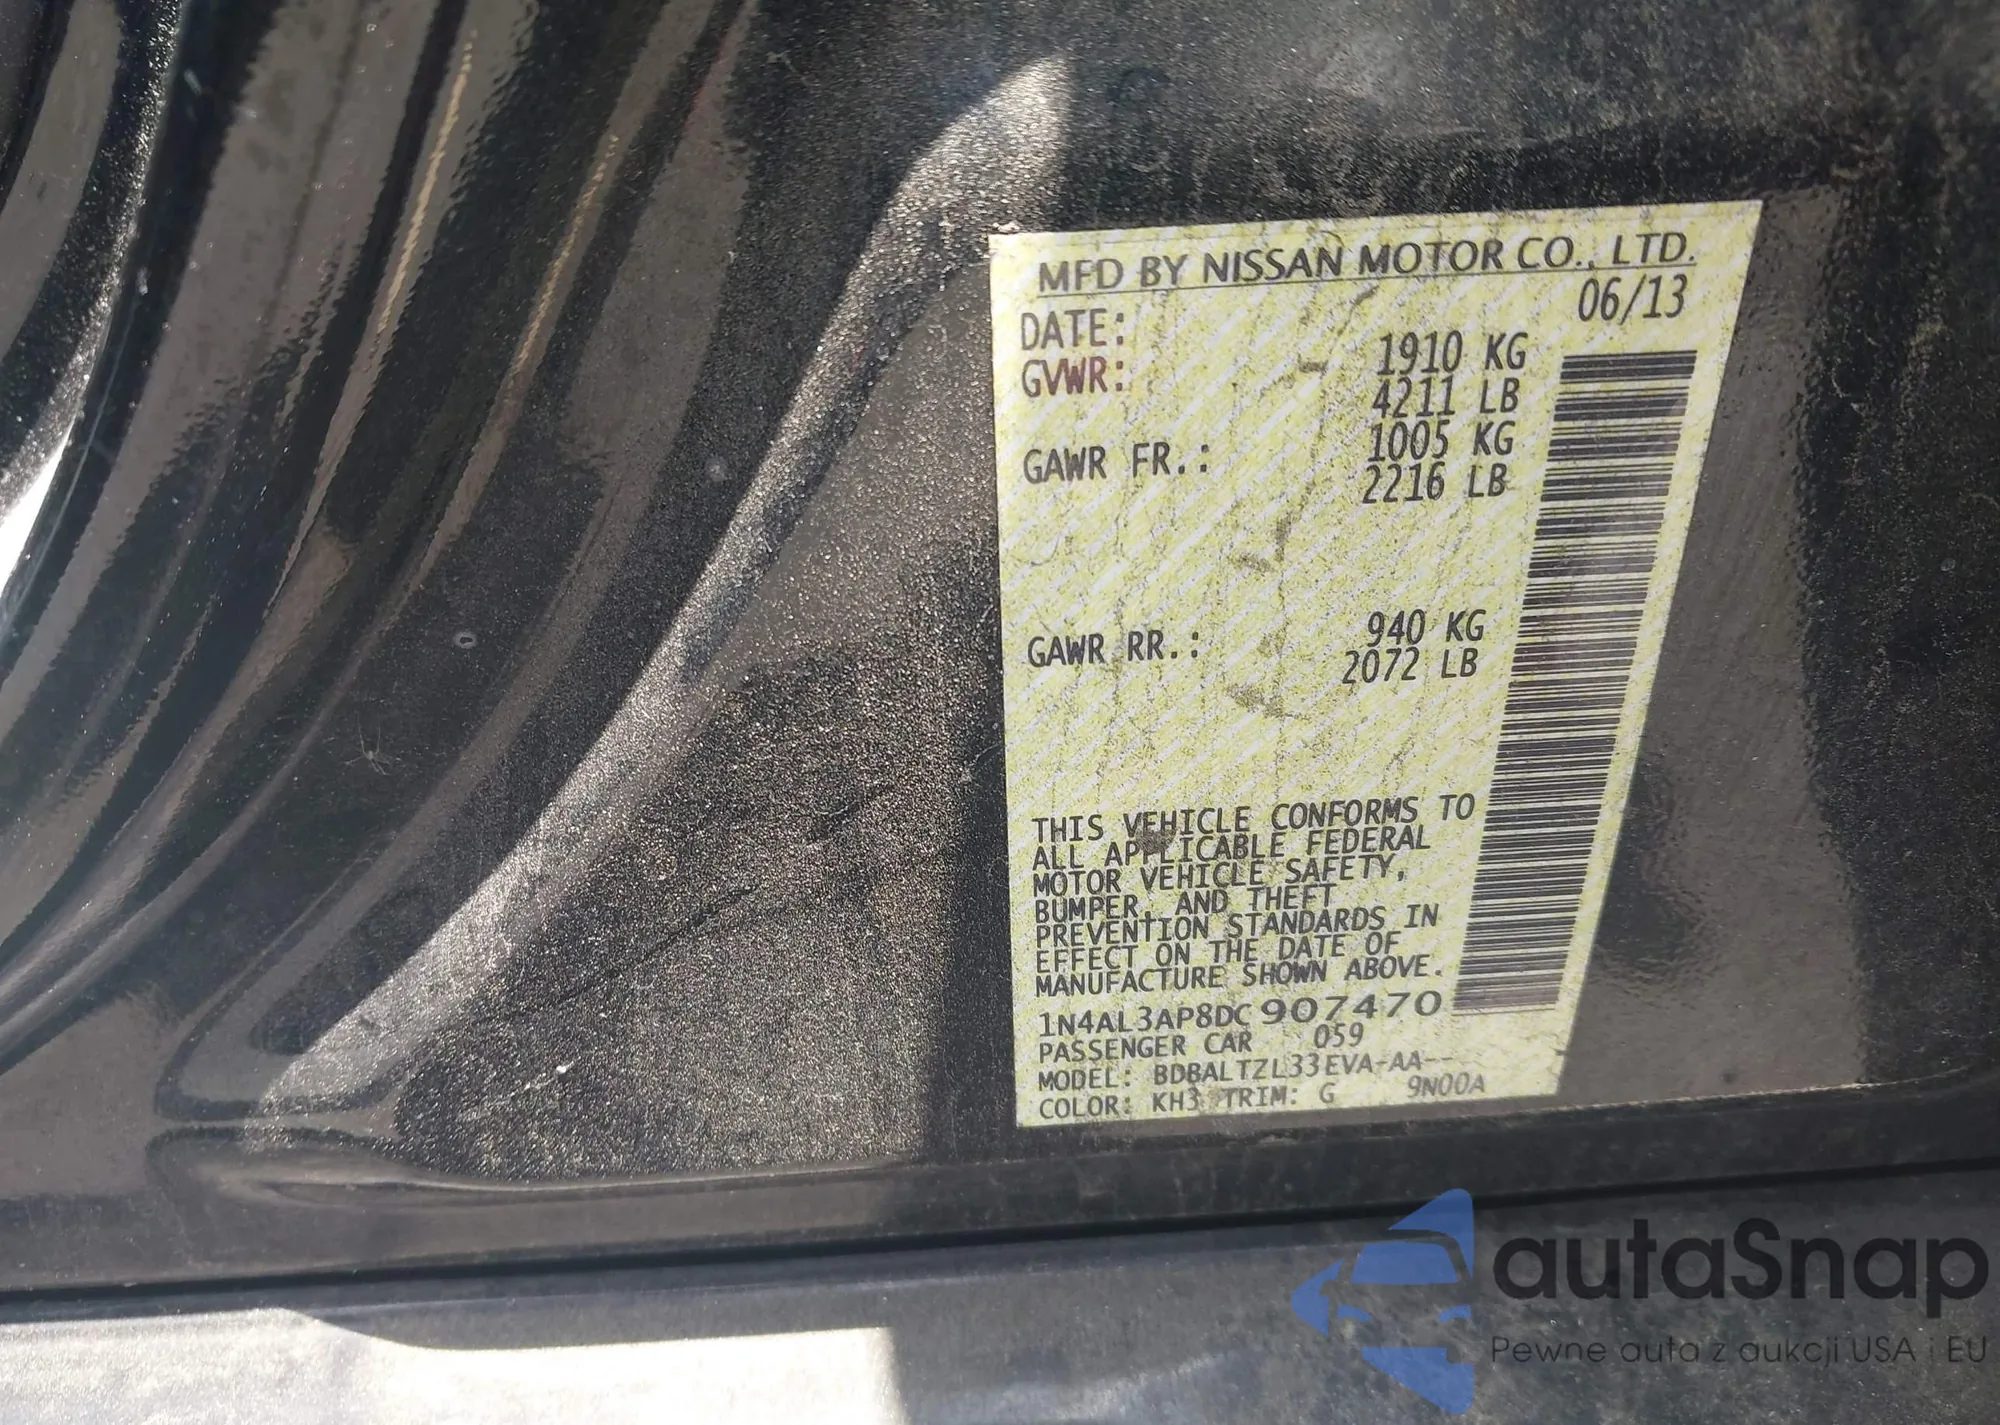 MFD BY NISSAN MOTOR CO., LTD.
DATE: 06/13
GVWR: 1910 KG
4211 LB
GAWR FR.: 1005 KG
2216 LB
GAWR RR.: 940 KG
2072 LB
THIS VEHICLE CONFORMS TO
ALL APPLICABLE FEDERAL
MOTOR VEHICLE SAFETY,
BUMPER, AND THEFT
PREVENTION STANDARDS IN
EFFECT ON THE DATE OF
MANUFACTURE SHOWN ABOVE.
1N4AL3AP8DC907470
PASSENGER CAR 059
MODEL: BDBALTZL33EVA-AA--
COLOR: KH3 TRIM: G 9N00A
autaSnap
Pewne auta z aukcji USA i EU